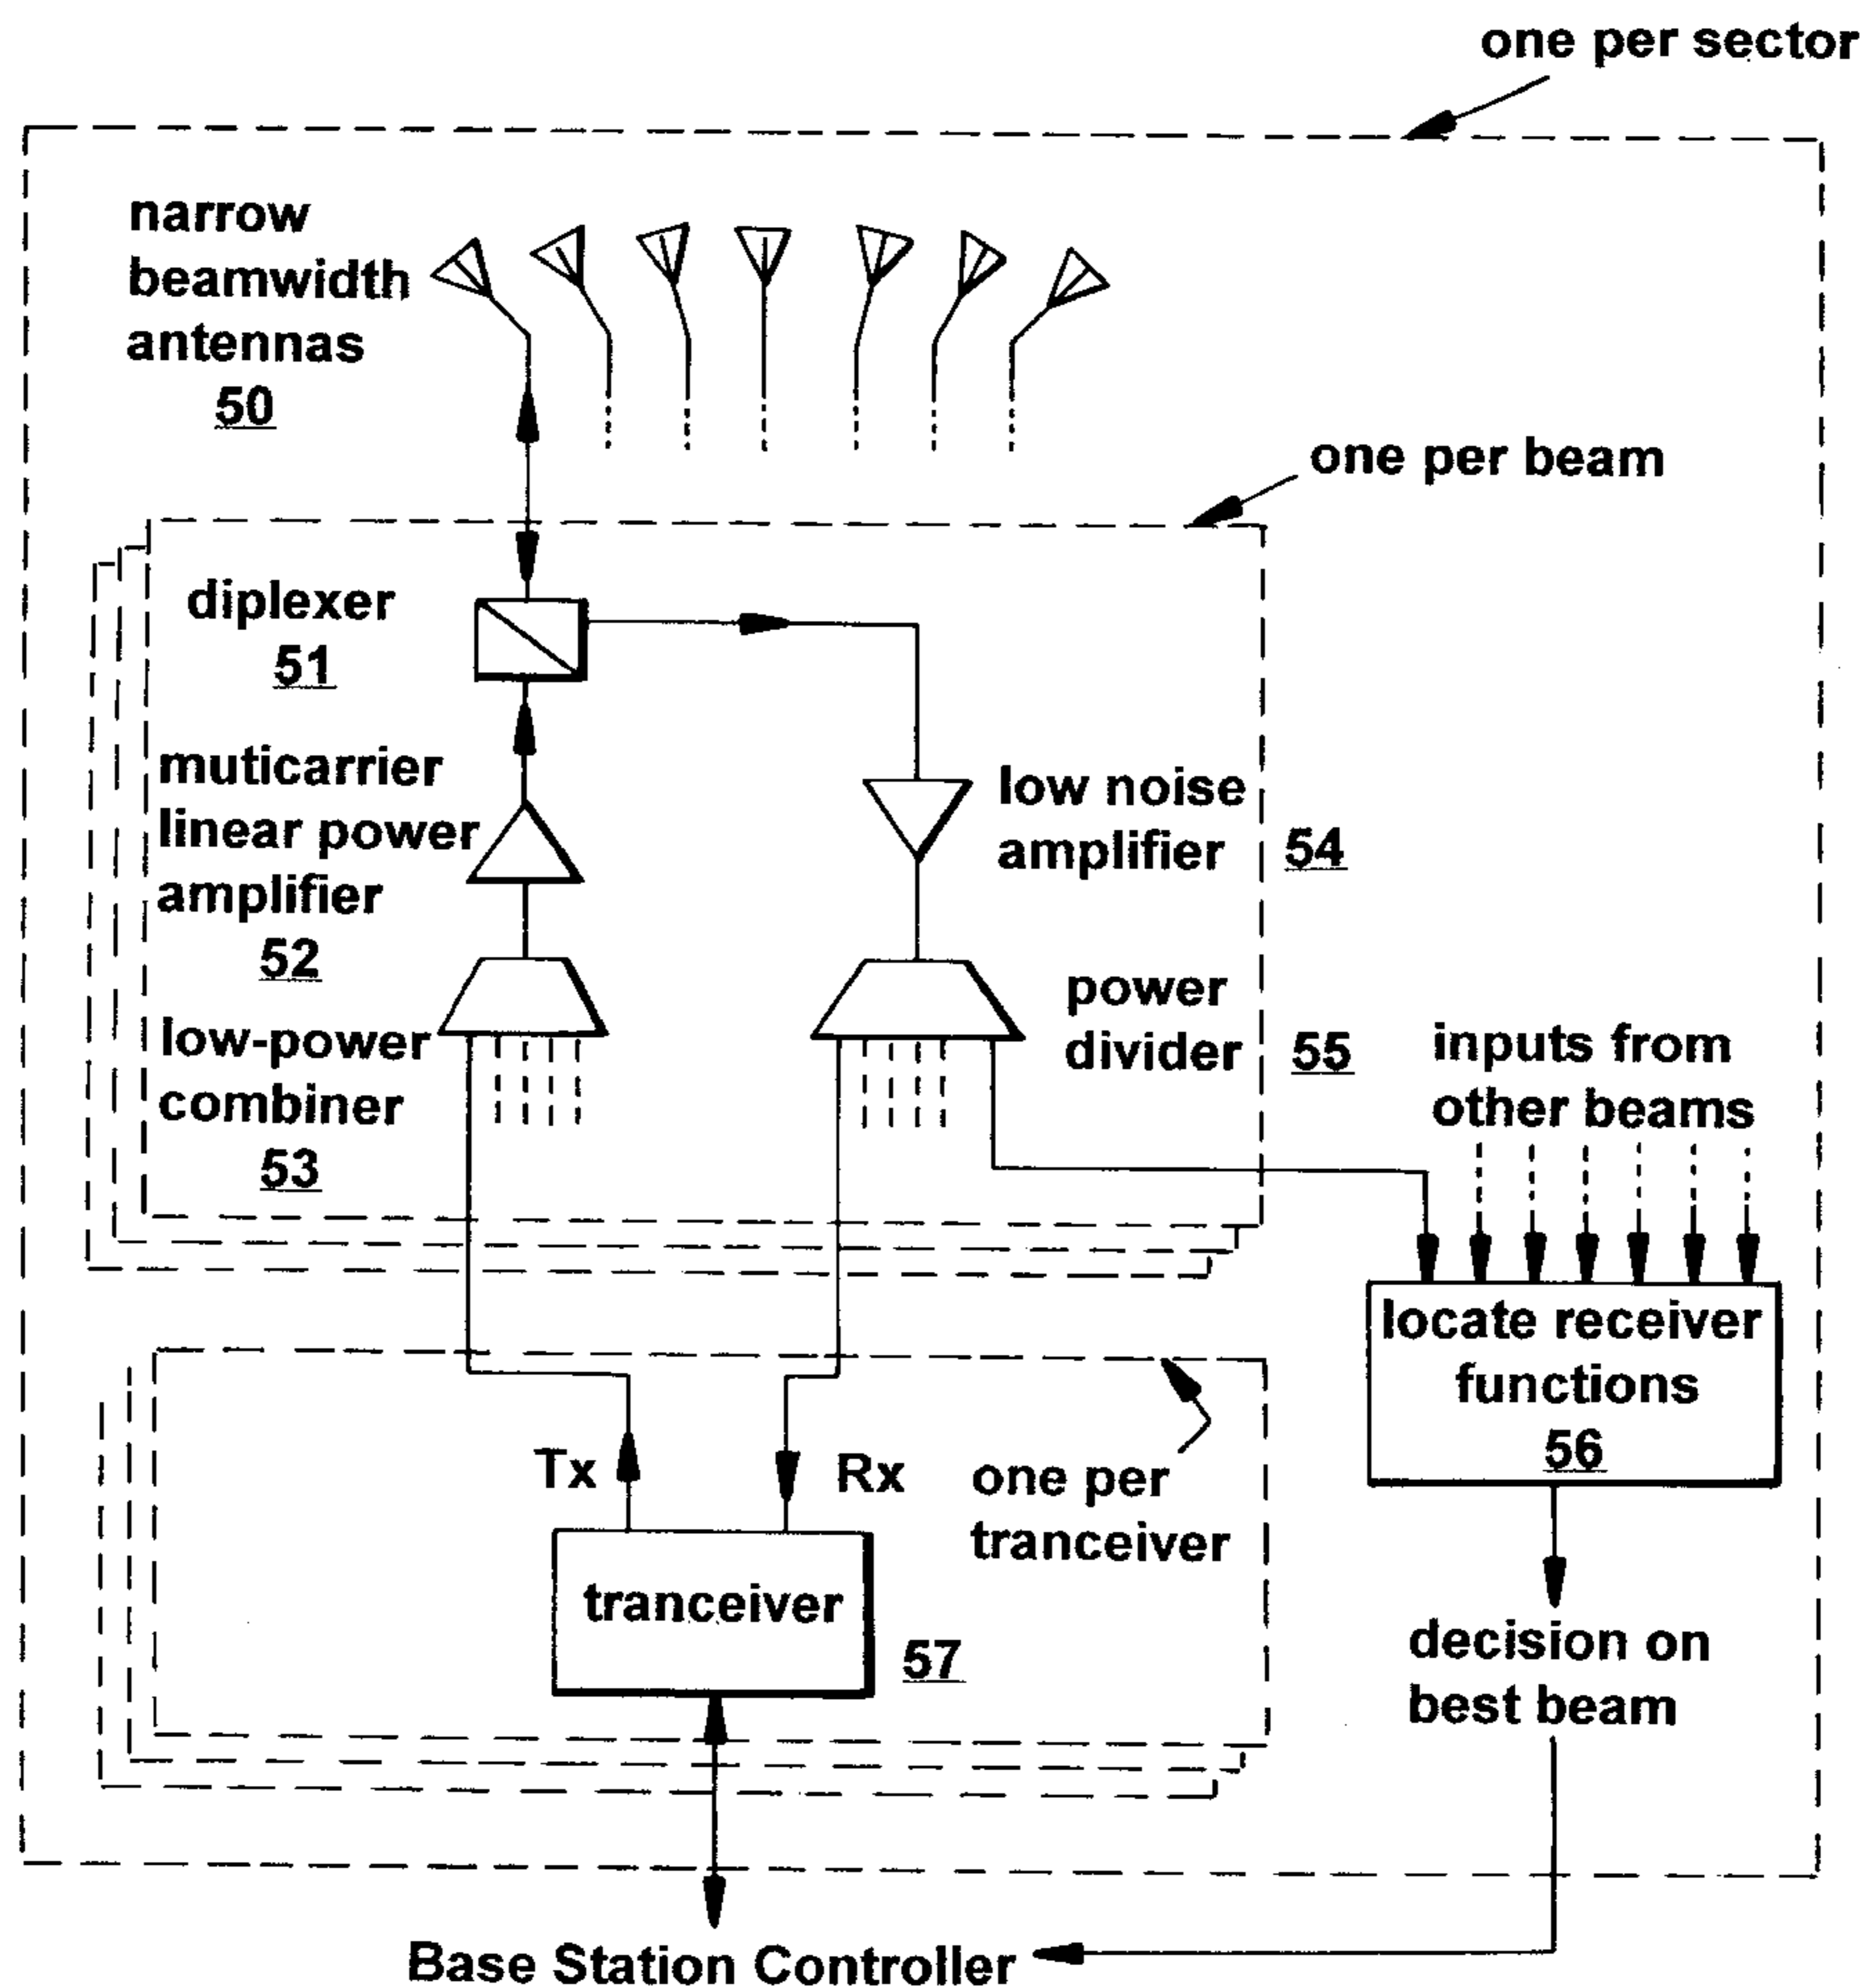 one per sector
narrow
beamwidth
antennas
50
one per beam
diplexer
51
muticarrier
linear power
amplifier
52
low noise
amplifier
54
low-power
combiner
53
power
divider
55
inputs from
other beams
locate receiver
functions
56
Tx
Rx
one per
tranceiver
tranceiver
57
decision on
best beam
Base Station Controller